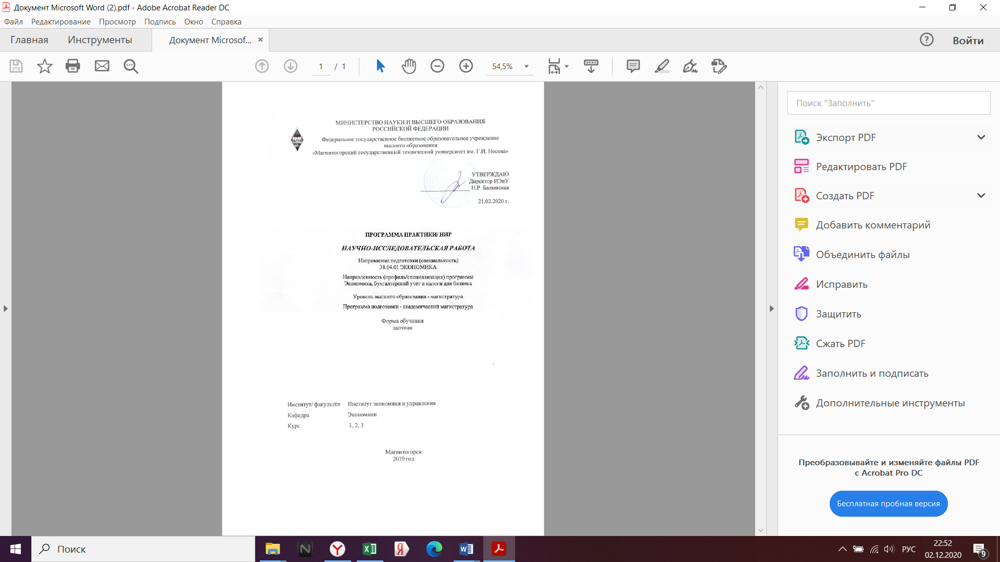 Документ Microsoft Word (2).pdf - Adobe Acrobat Reader DC
Файл Редактирование Просмотр Подпись Окно Справка
Главная Инструменты Документ Microsof... Войти
1 / 1 54,5%
МИНИСТЕРСТВО НАУКИ И ВЫСШЕГО ОБРАЗОВАНИЯ
РОССИЙСКОЙ ФЕДЕРАЦИИ
Федеральное государственное бюджетное образовательное учреждение
высшего образования
«Магнитогорский государственный технический университет им. Г.И. Носова»
УТВЕРЖДАЮ
Директор ИЭиУ
Н.Р. Балынская
21.02.2020 г.
ПРОГРАММА ПРАКТИКИ/ НИР
НАУЧНО-ИССЛЕДОВАТЕЛЬСКАЯ РАБОТА
Направление подготовки (специальность)
38.04.01 ЭКОНОМИКА
Направленность (профиль/специализация) программы
Экономика, бухгалтерский учет и налоги для бизнеса
Уровень высшего образования - магистратура
Программа подготовки - академический магистратура
Форма обучения
заочная
Институт/ факультет Институт экономики и управления
Кафедра Экономики
Курс 1, 2, 3
Магнитогорск
2019 год
Поиск "Заполнить"
Экспорт PDF
Редактировать PDF
Создать PDF
Добавить комментарий
Объединить файлы
Исправить
Защитить
Сжать PDF
Заполнить и подписать
Дополнительные инструменты
Преобразовывайте и изменяйте файлы PDF
с Acrobat Pro DC
Бесплатная пробная версия
Поиск
РУС
22:52
02.12.2020
9